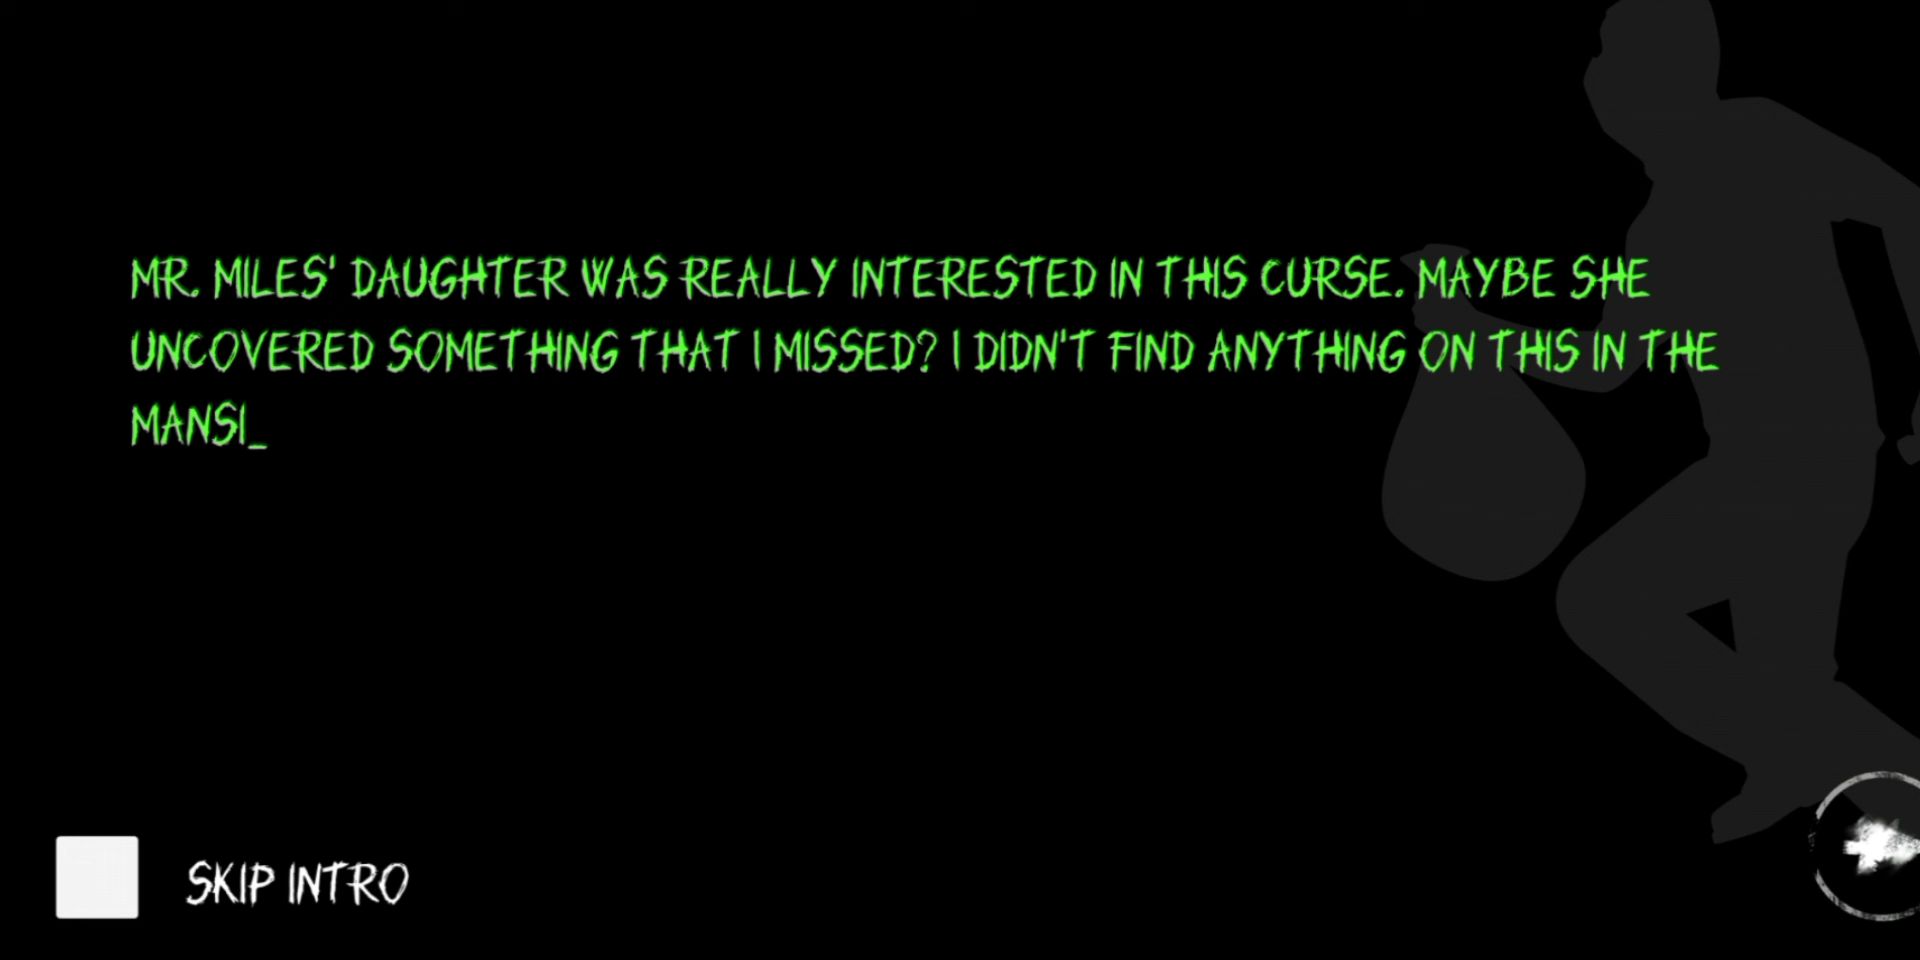 MR. MILES' DAUGHTER WAS REALLY INTERESTED IN THIS CURSE. MAYBE SHE
UNCOVERED SOMETHING THAT I MISSED? I DIDN'T FIND ANYTHING ON THIS IN THE
MANSI_
SKIP INTRO